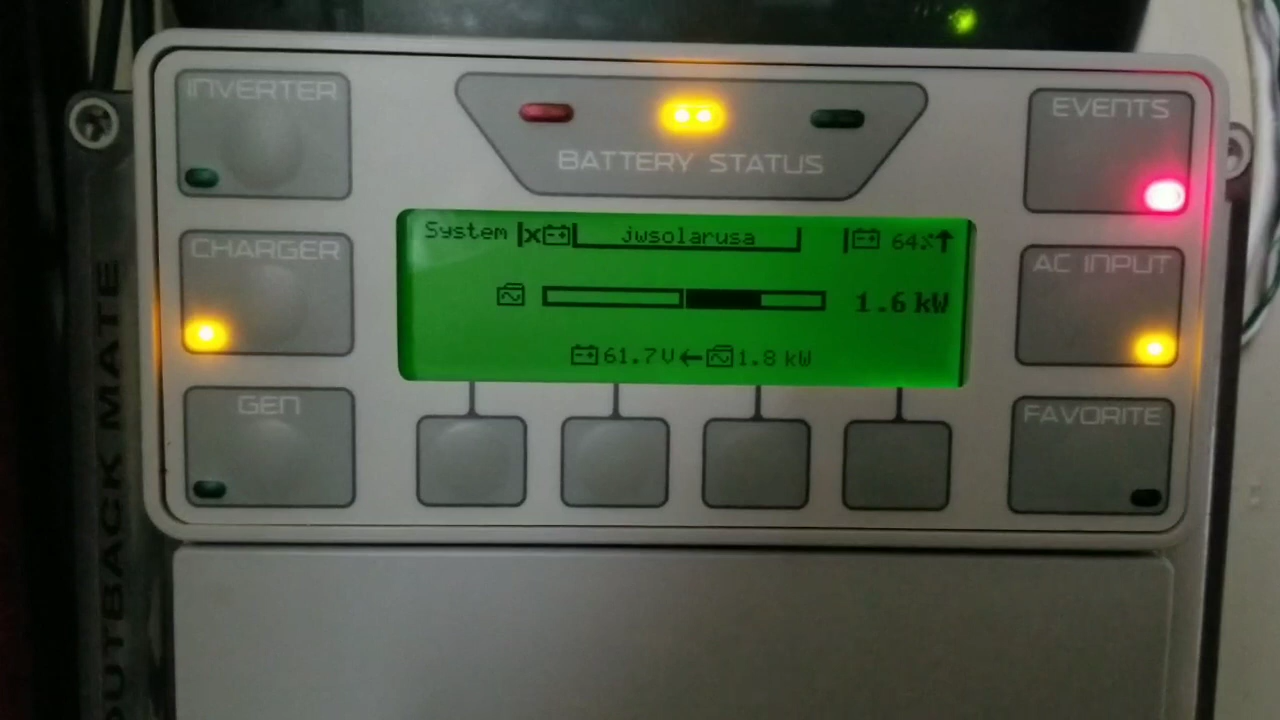 INVERTER
BATTERY STATUS
EVENTS
CHARGER
System jwsolarusa 64%
AC INPUT
1.6 kW
61.7V 1.8 kW
GEN
FAVORITE
OUTBACK MATE